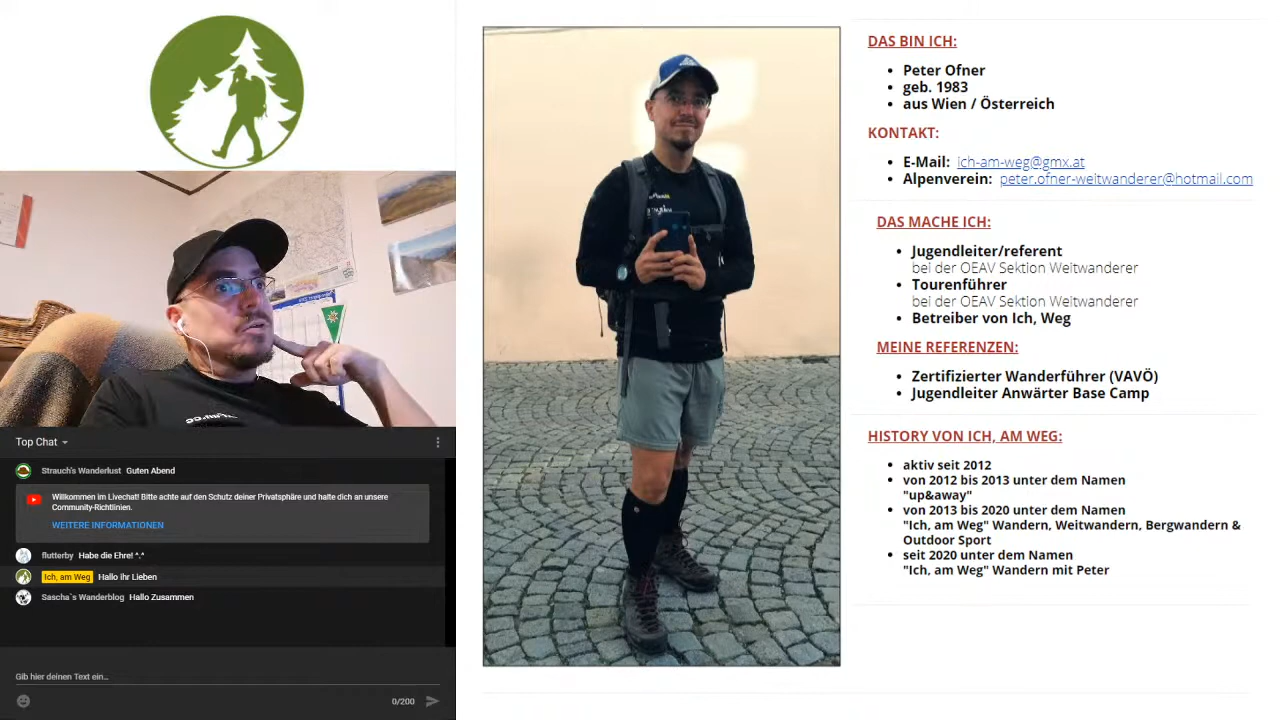 Top Chat
Strauch's Wanderlust Guten Abend
Willkommen im Livechat! Bitte achte auf den Schutz deiner Privatsphäre und halte dich an unsere
Community-Richtlinien.
WEITERE INFORMATIONEN
flutterby Habe die Ehre! ^.^
Ich, am Weg Hallo ihr Lieben
Sascha`s Wanderblog Hallo Zusammen
Gib hier deinen Text ein...
0/200
DAS BIN ICH:
Peter Ofner
geb. 1983
aus Wien / Österreich
KONTAKT:
E-Mail: ich-am-weg@gmx.at
Alpenverein: peter.ofner-weitwanderer@hotmail.com
DAS MACHE ICH:
Jugendleiter/referent
bei der OEAV Sektion Weitwanderer
Tourenführer
bei der OEAV Sektion Weitwanderer
Betreiber von Ich, Weg
MEINE REFERENZEN:
Zertifizierter Wanderführer (VAVÖ)
Jugendleiter Anwärter Base Camp
HISTORY VON ICH, AM WEG:
aktiv seit 2012
von 2012 bis 2013 unter dem Namen
"up&away"
von 2013 bis 2020 unter dem Namen
"Ich, am Weg" Wandern, Weitwandern, Bergwandern &
Outdoor Sport
seit 2020 unter dem Namen
"Ich, am Weg" Wandern mit Peter